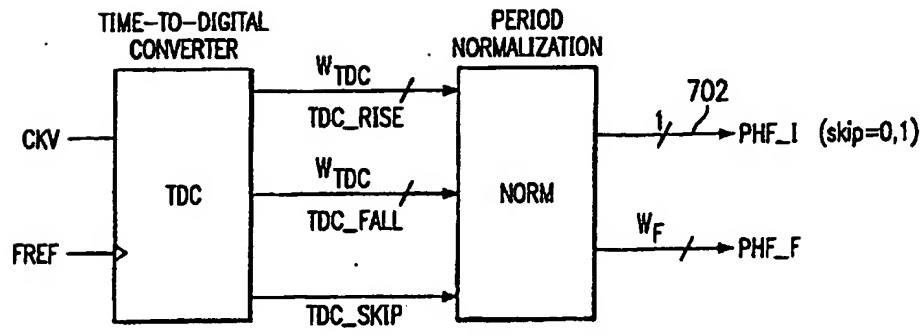 TIME-TO-DIGITAL
CONVERTER
PERIOD
NORMALIZATION
W_TDC
TDC_RISE
702
1
PHF_I (skip=0,1)
CKV
TDC
W_TDC
TDC_FALL
NORM
W_F
PHF_F
FREF
TDC_SKIP